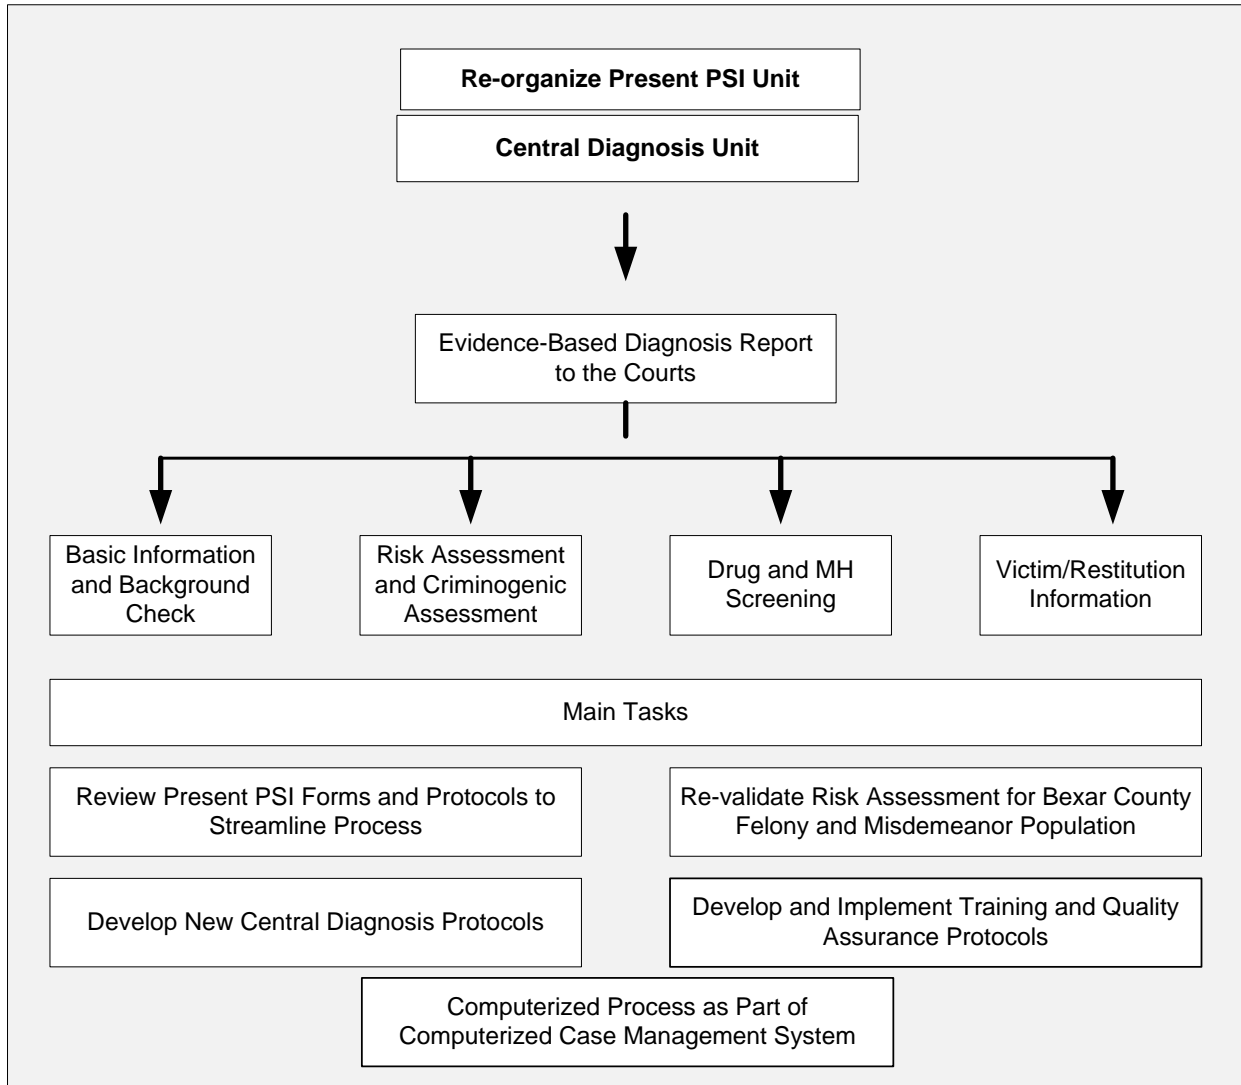 Re-organize Present PSI Unit
Central Diagnosis Unit
Evidence-Based Diagnosis Report
to the Courts
Basic Information
and Background
Check
Risk Assessment
and Criminogenic
Assessment
Drug and MH
Screening
Victim/Restitution
Information
Main Tasks
Review Present PSI Forms and Protocols to
Streamline Process
Re-validate Risk Assessment for Bexar County
Felony and Misdemeanor Population
Develop New Central Diagnosis Protocols
Develop and Implement Training and Quality
Assurance Protocols
Computerized Process as Part of
Computerized Case Management System